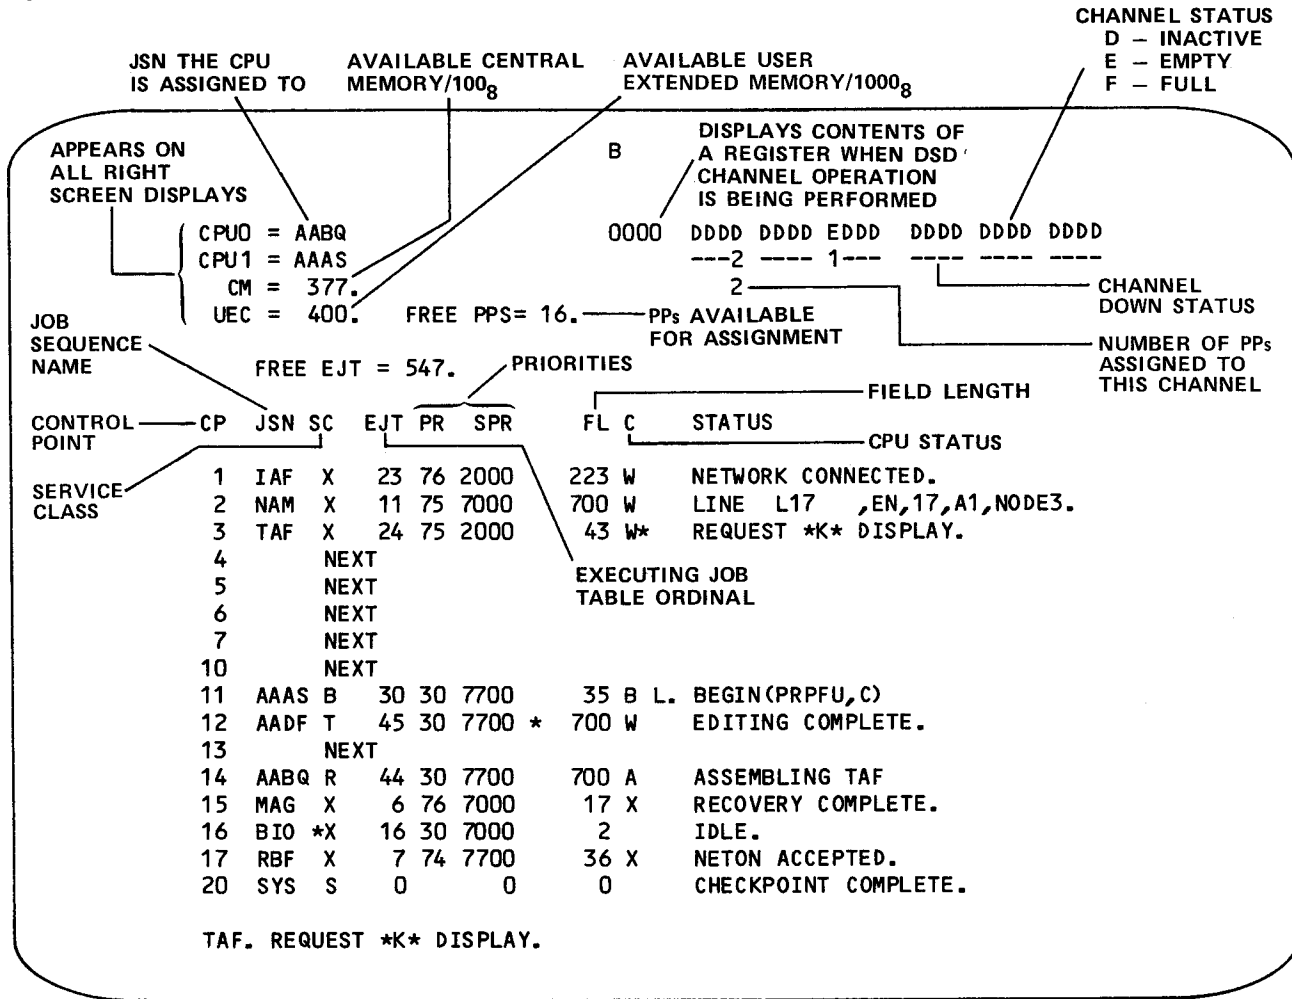 CHANNEL STATUS
D – INACTIVE
E – EMPTY
F – FULL
JSN THE CPU
IS ASSIGNED TO
AVAILABLE CENTRAL
MEMORY/100₈
AVAILABLE USER
EXTENDED MEMORY/1000₈
APPEARS ON
ALL RIGHT
SCREEN DISPLAYS
B
DISPLAYS CONTENTS OF
A REGISTER WHEN DSD
CHANNEL OPERATION
IS BEING PERFORMED
CPU0 = AABQ 0000 DDDD DDDD EDDD DDDD DDDD DDDD
CPU1 = AAAS ---2 ---- 1--- ---- ---- ----
CM = 377. 2
UEC = 400. FREE PPS= 16.
PPs AVAILABLE
FOR ASSIGNMENT
CHANNEL
DOWN STATUS
NUMBER OF PPs
ASSIGNED TO
THIS CHANNEL
JOB
SEQUENCE
NAME
FREE EJT = 547.
PRIORITIES
FIELD LENGTH
CONTROL
POINT
CP JSN SC EJT PR SPR FL C STATUS
CPU STATUS
SERVICE
CLASS
1 IAF X 23 76 2000 223 W NETWORK CONNECTED.
2 NAM X 11 75 7000 700 W LINE L17 ,EN,17,A1,NODE3.
3 TAF X 24 75 2000 43 W* REQUEST *K* DISPLAY.
4 NEXT
5 NEXT
6 NEXT
7 NEXT
10 NEXT
EXECUTING JOB
TABLE ORDINAL
11 AAAS B 30 30 7700 35 B L. BEGIN(PRPFU,C)
12 AADF T 45 30 7700 * 700 W EDITING COMPLETE.
13 NEXT
14 AABQ R 44 30 7700 700 A ASSEMBLING TAF
15 MAG X 6 76 7000 17 X RECOVERY COMPLETE.
16 BIO *X 16 30 7000 2 IDLE.
17 RBF X 7 74 7700 36 X NETON ACCEPTED.
20 SYS S 0 0 0 CHECKPOINT COMPLETE.
TAF. REQUEST *K* DISPLAY.